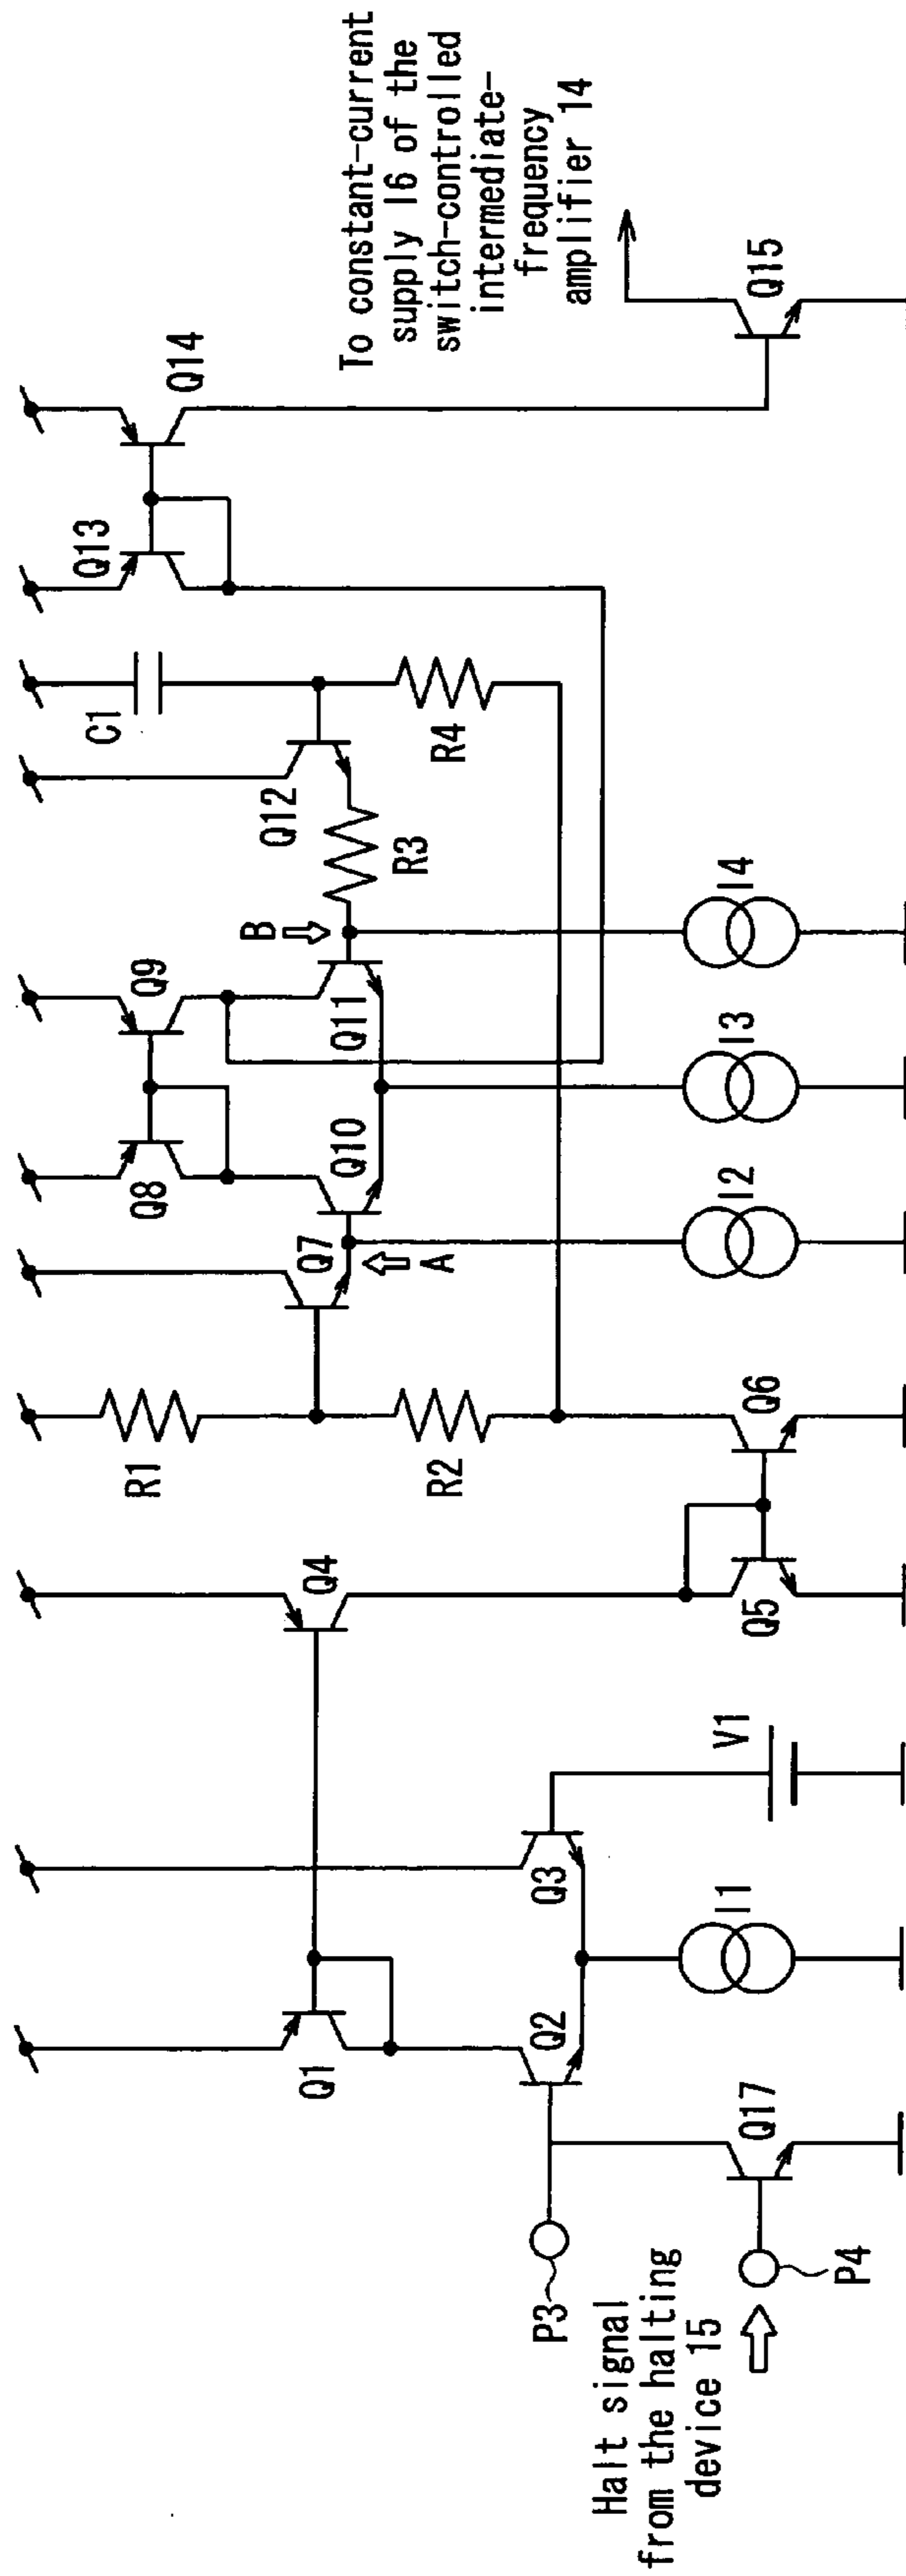 To constant-current
supply I6 of the
switch-controlled
intermediate-
frequency
amplifier 14
Q14
Q13
Q15
C1
Q12
R4
R3
B
Q9
Q11
I4
I3
Q8
Q10
Q7
A
I2
R1
R2
Q6
Q4
Q5
V1
Q3
I1
Q1
Q2
Q17
P3
P4
Halt signal
from the halting
device 15